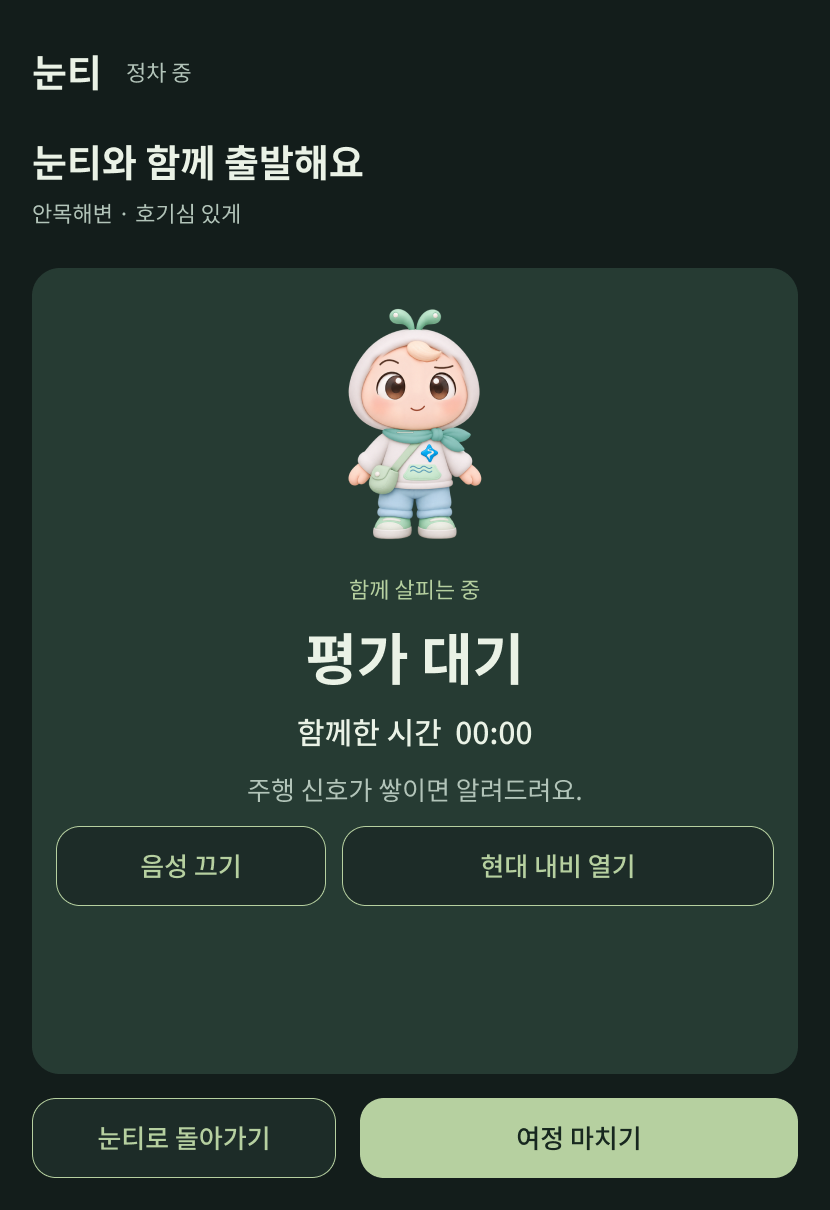 눈티 정차 중
눈티와 함께 출발해요
안목해변 · 호기심 있게
함께 살피는 중
평가 대기
함께한 시간 00:00
주행 신호가 쌓이면 알려드려요.
음성 끄기 현대 내비 열기
눈티로 돌아가기 여정 마치기